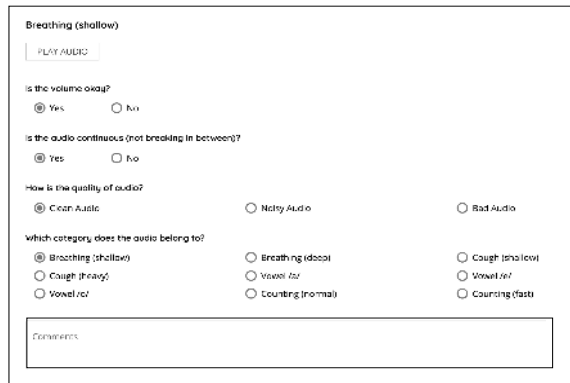 Breathing (shallow)
PLAY AUDIO
Is the volume okay?
Yes No
Is the audio continuous (not breaking in between)?
Yes No
How is the quality of audio?
Clean Audio Noisy Audio Bad Audio
Which category does the audio belong to?
Breathing (shallow) Breathing (deep) Cough (shallow)
Cough (heavy) Vowel /a/ Vowel /e/
Vowel /o/ Counting (normal) Counting (fast)
Comments